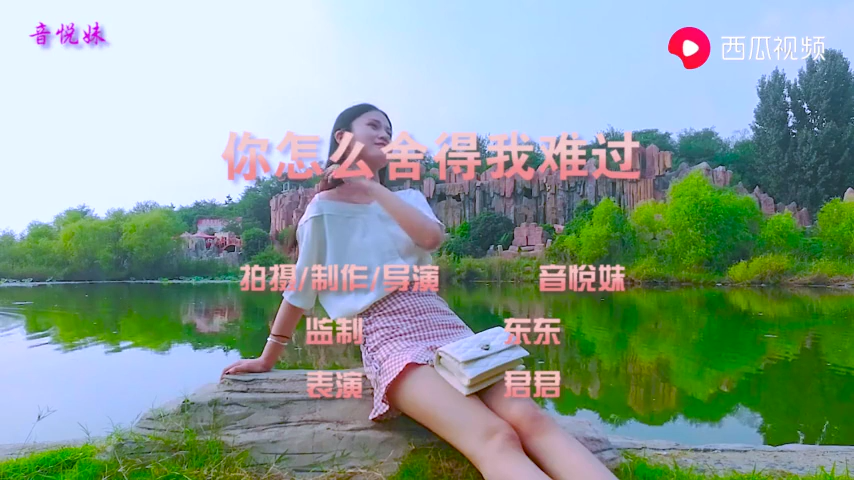 音悦妹
西瓜视频
你怎么舍得我难过
拍摄/制作/导演 音悦妹
监制 东东
表演 君君